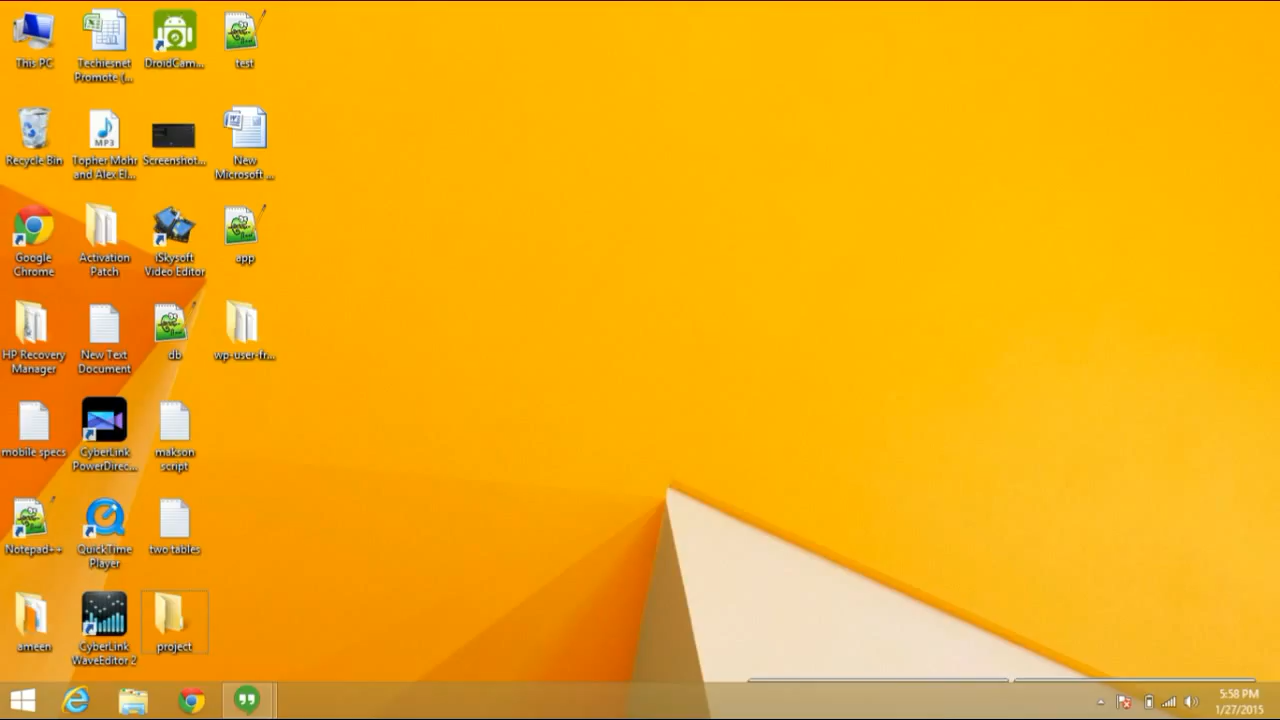 This PC
Techiesnet
Promote (...
DroidCam...
test
Recycle Bin
MP3
Topher Mohr
and Alex El...
Screenshot...
New
Microsoft ...
Google
Chrome
Activation
Patch
iSkysoft
Video Editor
app
HP Recovery
Manager
New Text
Document
db
wp-user-fr...
mobile specs
CyberLink
PowerDirec...
makson
script
Notepad++
QuickTime
Player
two tables
ameen
CyberLink
WaveEditor 2
project
5:58 PM
1/27/2015